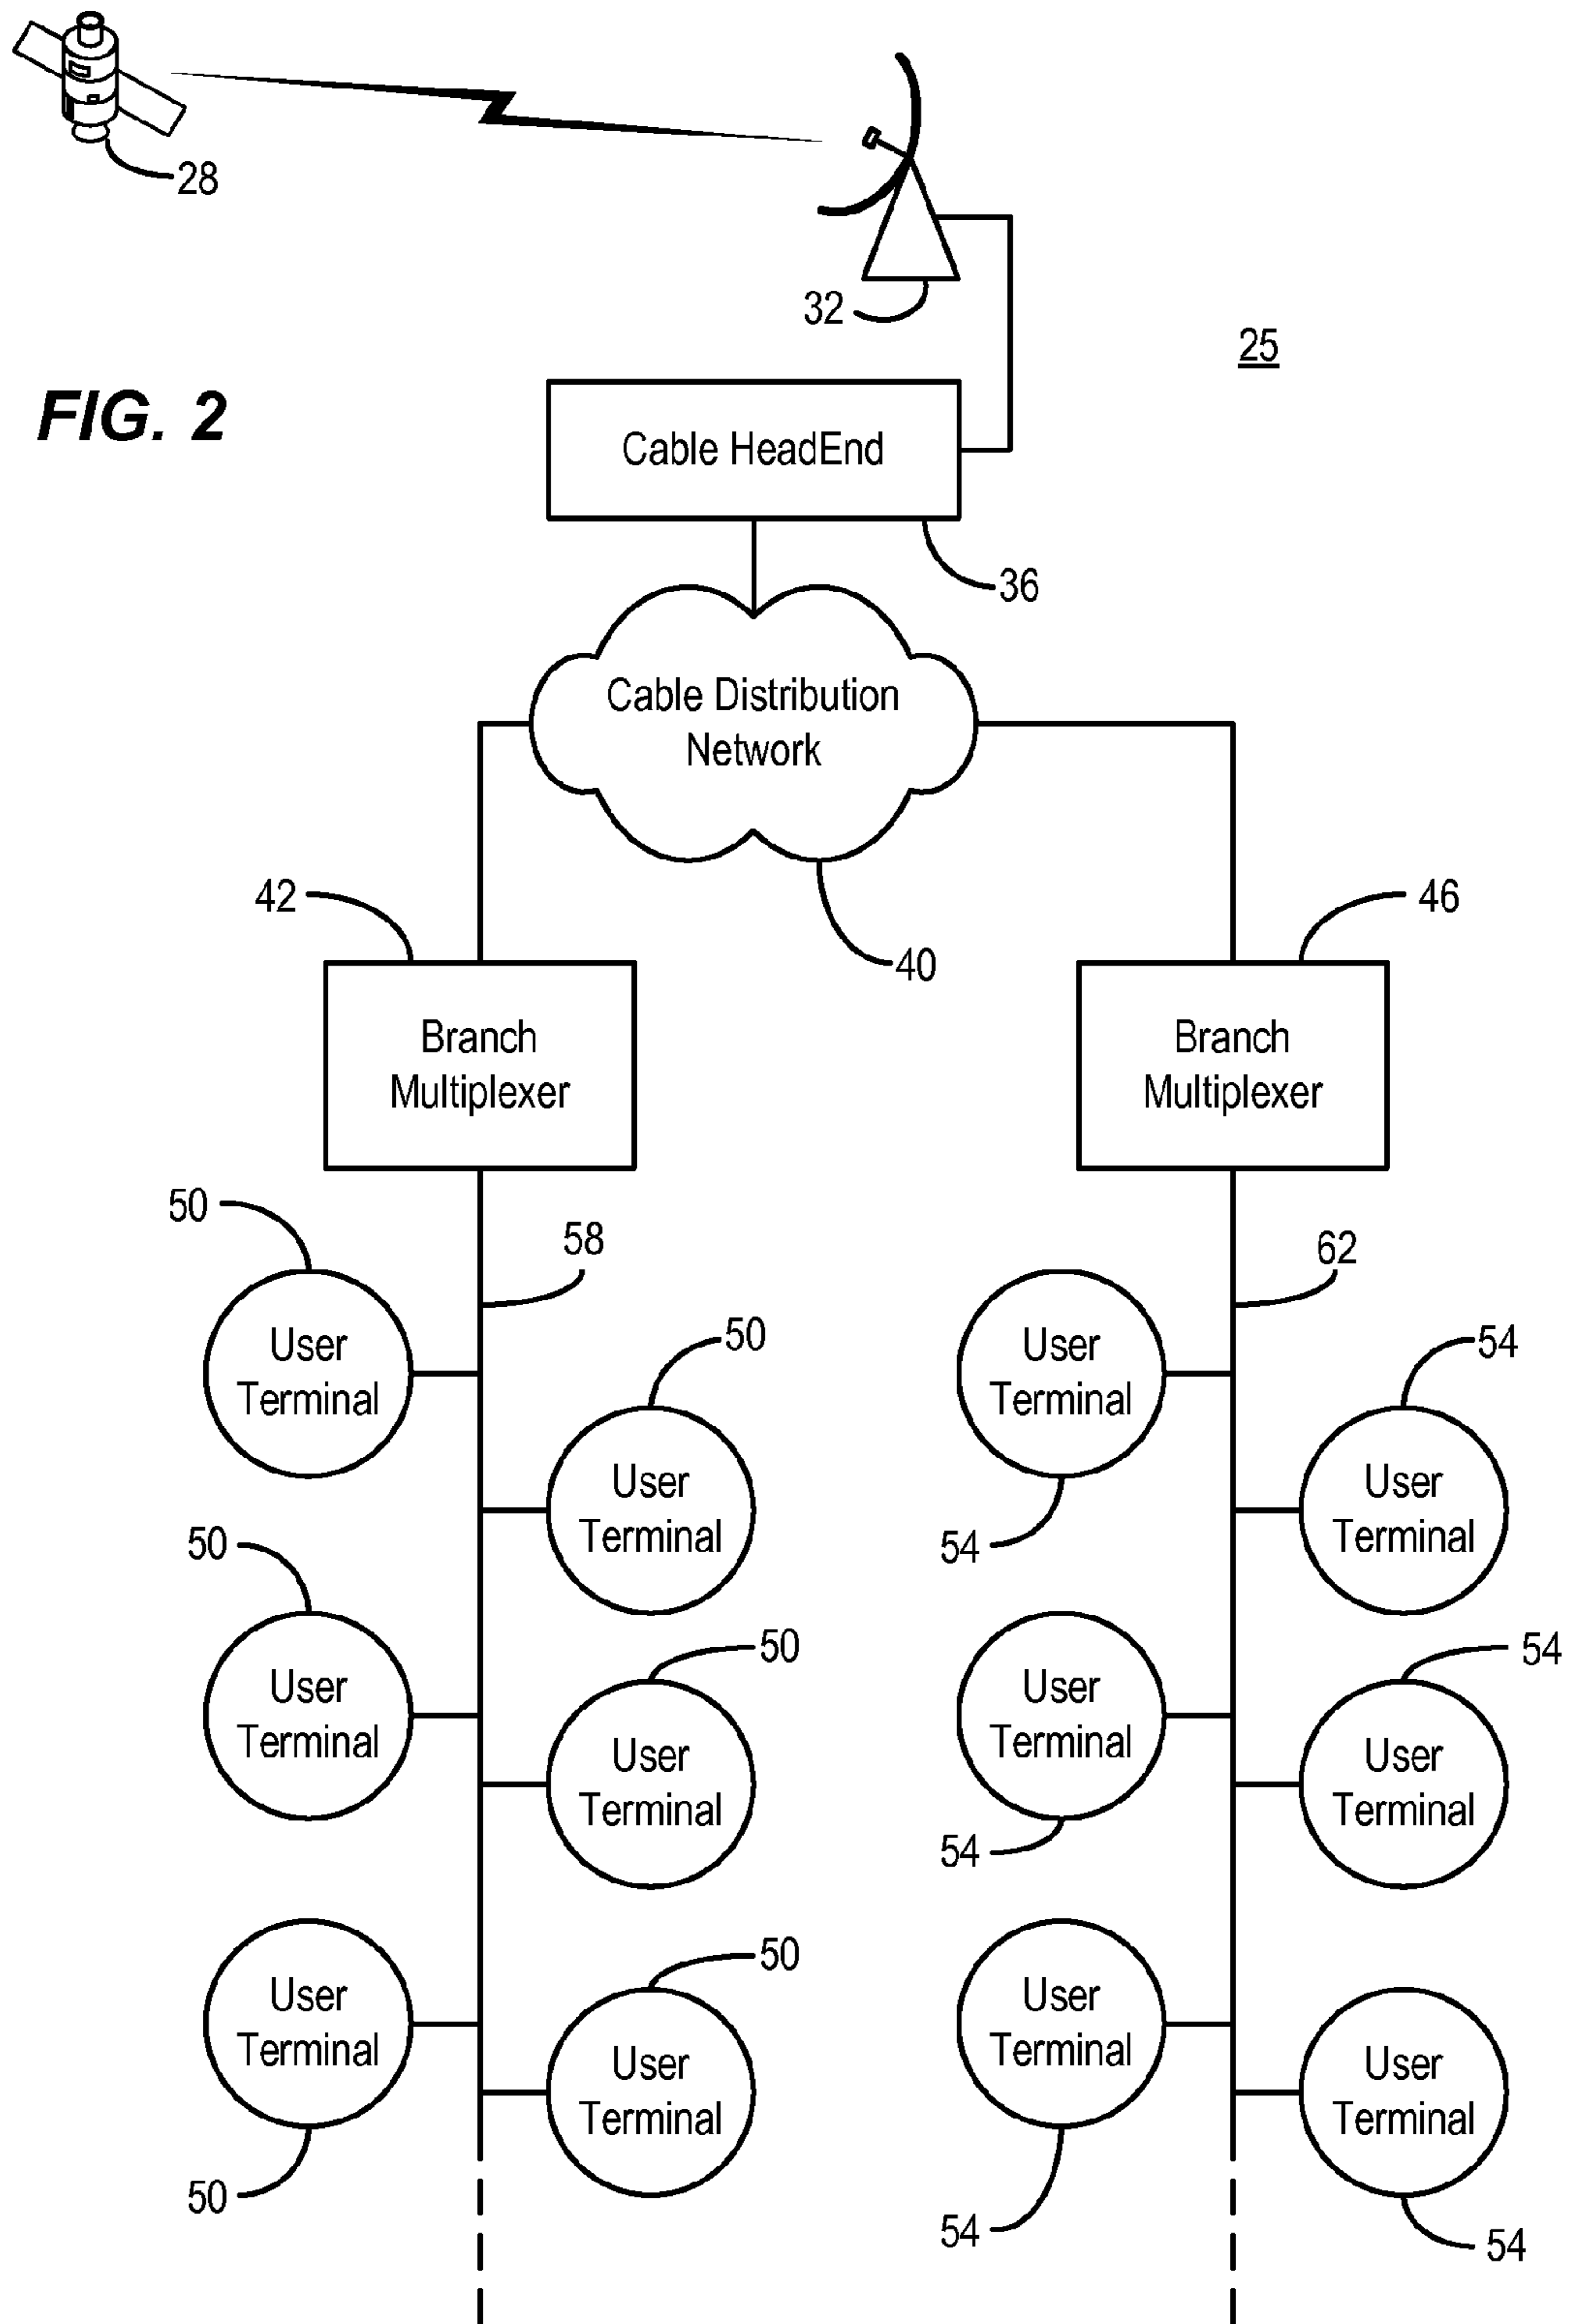 28
32
25
FIG. 2
Cable HeadEnd
36
Cable Distribution
Network
42
46
40
Branch
Multiplexer
Branch
Multiplexer
50
58
62
User
Terminal
50
User
Terminal
54
User
Terminal
User
Terminal
50
54
User
Terminal
50
User
Terminal
54
User
Terminal
User
Terminal
54
User
Terminal
50
User
Terminal
User
Terminal
User
Terminal
50
54
54